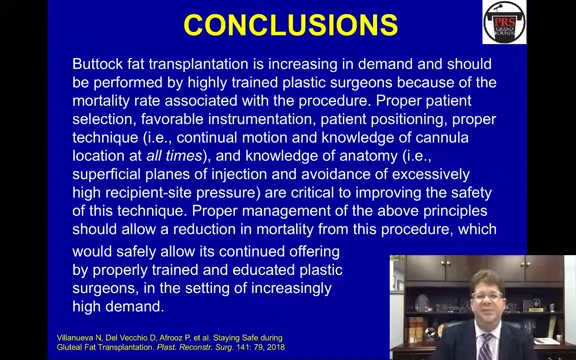 CONCLUSIONS
PRS
GRAND
ROUNDS
Buttock fat transplantation is increasing in demand and should
be performed by highly trained plastic surgeons because of the
mortality rate associated with the procedure. Proper patient
selection, favorable instrumentation, patient positioning, proper
technique (i.e., continual motion and knowledge of cannula
location at all times), and knowledge of anatomy (i.e.,
superficial planes of injection and avoidance of excessively
high recipient-site pressure) are critical to improving the safety
of this technique. Proper management of the above principles
should allow a reduction in mortality from this procedure, which
would safely allow its continued offering
by properly trained and educated plastic
surgeons, in the setting of increasingly
high demand.
Villanueva N, Del Vecchio D, Afrooz P, et al. Staying Safe during
Gluteal Fat Transplantation. Plast. Reconstr. Surg. 141: 79, 2018